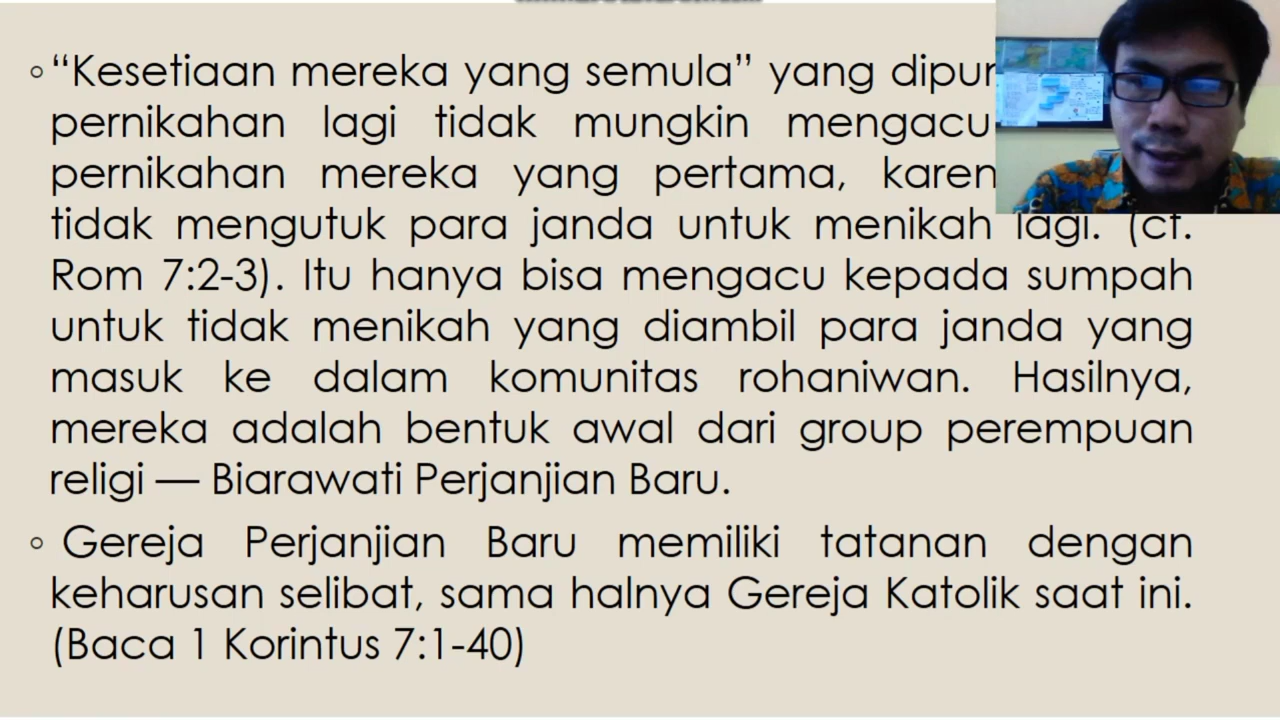 ◦ “Kesetiaan mereka yang semula” yang
pernikahan lagi tidak mungkin mengacu
pernikahan mereka yang pertama,
tidak mengutuk para janda untuk menikah lagi. (cf.
Rom 7:2-3). Itu hanya bisa mengacu kepada sumpah
untuk tidak menikah yang diambil para janda yang
masuk ke dalam komunitas rohaniwan. Hasilnya,
mereka adalah bentuk awal dari group perempuan
religi — Biarawati Perjanjian Baru.
◦ Gereja Perjanjian Baru memiliki tatanan dengan
keharusan selibat, sama halnya Gereja Katolik saat ini.
(Baca 1 Korintus 7:1-40)